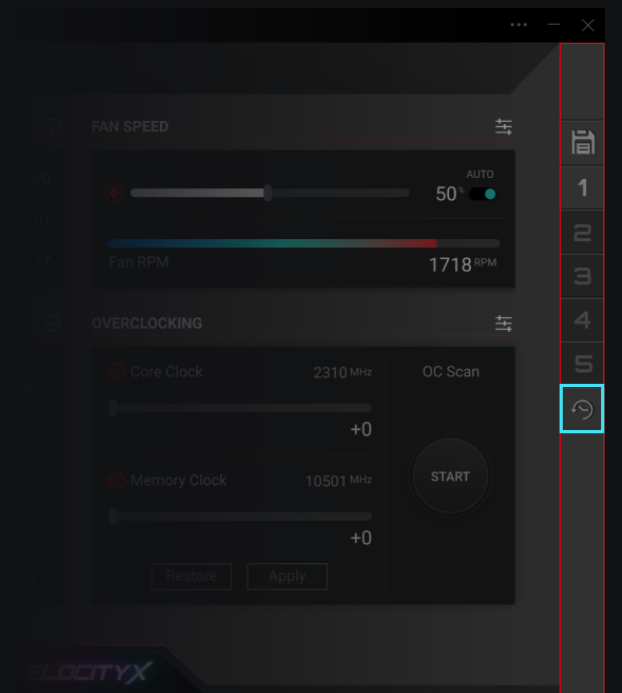 FAN SPEED
AUTO
50%
Fan RPM
1718 RPM
OVERCLOCKING
Core Clock
2310 MHz
OC Scan
+0
START
Memory Clock
10501 MHz
+0
Restore
Apply
1
2
3
4
5
ELOCITYX